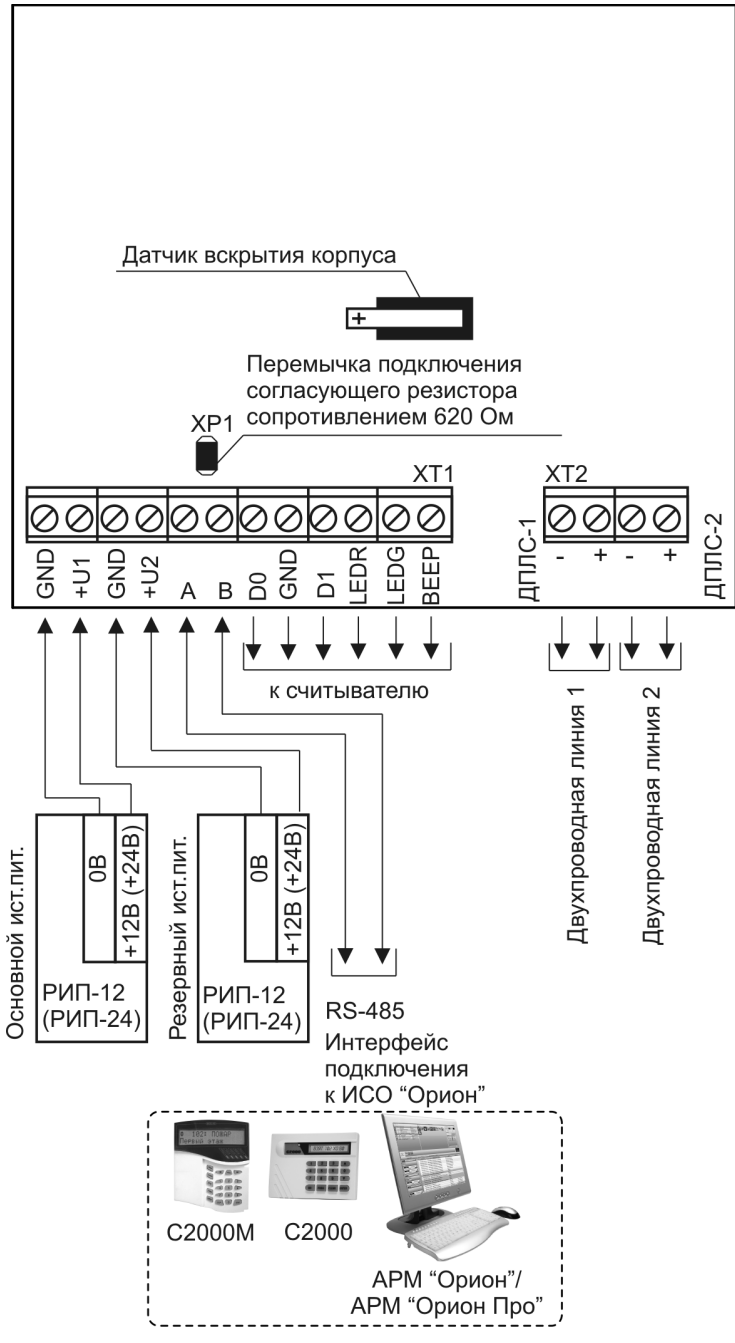 Датчик вскрытия корпуса
+
Перемычка подключения
согласующего резистора
сопротивлением 620 Ом
XP1
XT1
XT2
GND
+U1
GND
+U2
A
B
D0
GND
D1
LEDR
LEDG
BEEP
ДПЛС-1
-
+
-
+
ДПЛС-2
к считывателю
Двухпроводная линия 1
Двухпроводная линия 2
Основной ист.пит.
0В
+12В (+24В)
РИП-12
(РИП-24)
Резервный ист.пит.
0В
+12В (+24В)
РИП-12
(РИП-24)
RS-485
Интерфейс
подключения
к ИСО “Орион”
С2000М
С2000
АРМ “Орион”/
АРМ “Орион Про”